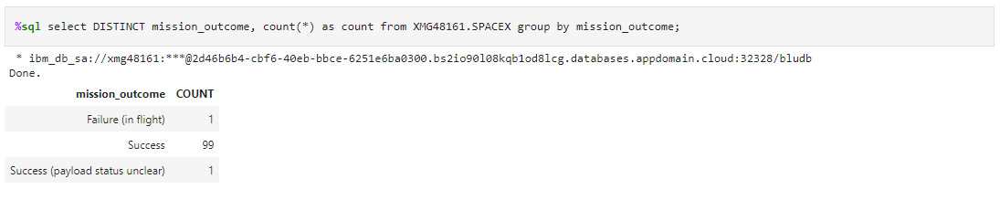 %sql select DISTINCT mission_outcome, count(*) as count from XMG48161.SPACEX group by mission_outcome;
* ibm_db_sa://xmg48161:***@2d46b6b4-cbf6-40eb-bbce-6251e6ba0300.bs2io90l08kqb1od8lcg.databases.appdomain.cloud:32328/bludb
Done.
mission_outcome COUNT
Failure (in flight) 1
Success 99
Success (payload status unclear) 1